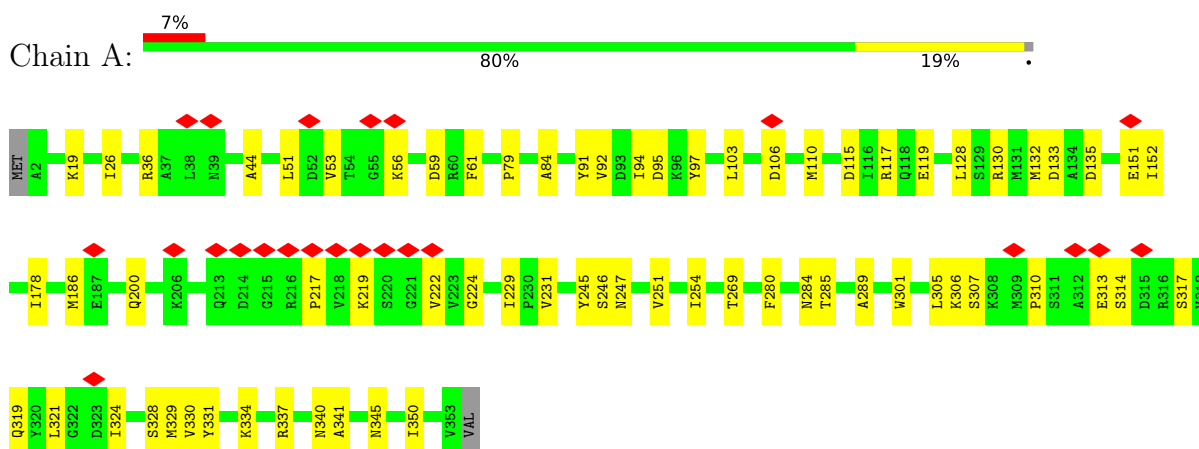 7%
Chain A:
80% 19% •
MET A2 K19 I26 R36 A37 L38 N39 A44 L51 D52 V53 T54 G55 K56 D59 R60 F61 P79 A84 Y91 V92 D93 I94 D95 K96 Y97 L103 D106 M110 D115 I116 R117 Q118 E119 L128 S129 R130 M131 M132 D133 A134 D135 E151 I152
I178 M186 E187 Q200 K206 Q213 D214 G215 R216 P217 V218 K219 S220 G221 V222 V223 G224 I229 P230 V231 Y245 S246 N247 V251 I254 T269 F280 N284 T285 A289 W301 L305 K306 S307 K308 M309 P310 S311 A312 E313 S314 D315 R316 S317
Q319 Y320 L321 G322 D323 I324 S328 M329 V330 Y331 K334 R337 N340 A341 N345 I350 V353 VAL